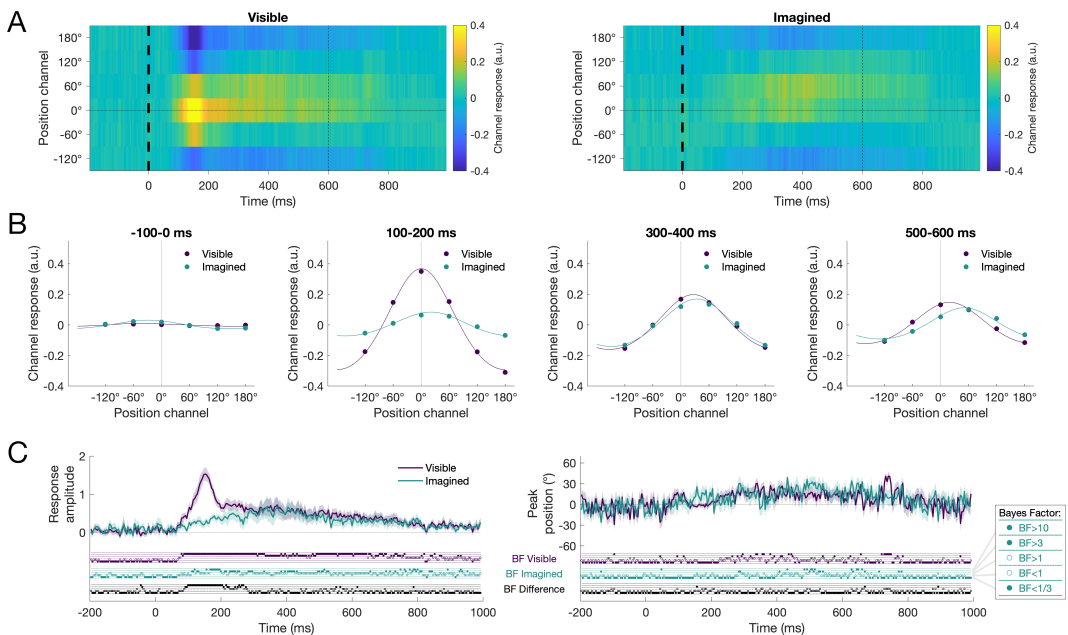 A
Visible
Position channel
180°
120°
60°
0°
-60°
-120°
0 200 400 600 800
Time (ms)
0.4
0.2
0
-0.2
-0.4
Channel response (a.u.)
Imagined
Position channel
180°
120°
60°
0°
-60°
-120°
0 200 400 600 800
Time (ms)
0.4
0.2
0
-0.2
-0.4
Channel response (a.u.)
B
-100-0 ms
Visible
Imagined
Channel response (a.u.)
0.4
0.2
0
-0.2
-0.4
-120° -60° 0° 60° 120° 180°
Position channel
100-200 ms
Visible
Imagined
Channel response (a.u.)
0.4
0.2
0
-0.2
-0.4
-120° -60° 0° 60° 120° 180°
Position channel
300-400 ms
Visible
Imagined
Channel response (a.u.)
0.4
0.2
0
-0.2
-0.4
-120° -60° 0° 60° 120° 180°
Position channel
500-600 ms
Visible
Imagined
Channel response (a.u.)
0.4
0.2
0
-0.2
-0.4
-120° -60° 0° 60° 120° 180°
Position channel
C
Response
amplitude
2
1
0
Visible
Imagined
-200 0 200 400 600 800 1000
Time (ms)
Peak
position (°)
60
30
0
-30
-60
BF Visible
BF Imagined
BF Difference
-200 0 200 400 600 800 1000
Time (ms)
Bayes Factor:
BF>10
BF>3
BF>1
BF<1
BF<1/3